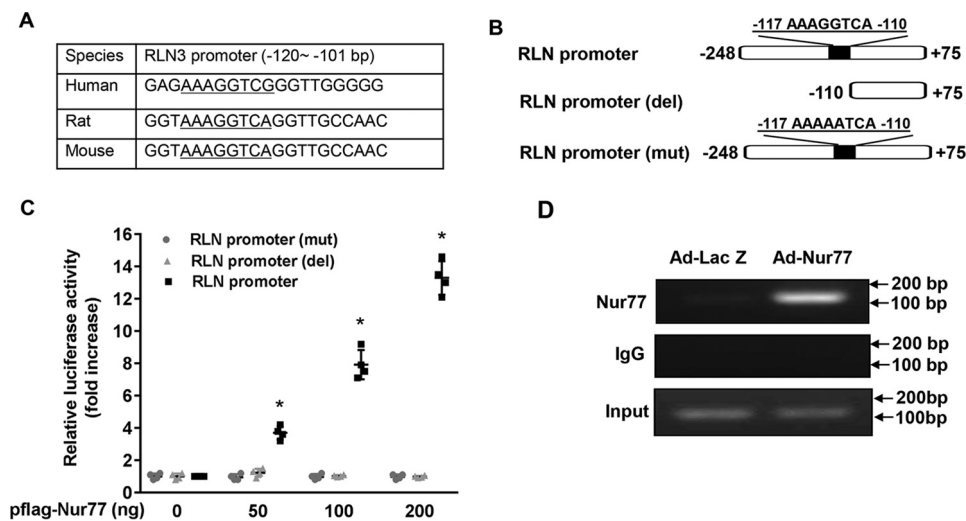 A
Species RLN3 promoter (-120~ -101 bp)
Human GAGAAAGGTCGGGTTGGGGG
Rat GGTAAAGGTCAGGTTGCCAAC
Mouse GGTAAAGGTCAGGTTGCCAAC
B
-117 AAAGGTCA -110
RLN promoter -248 +75
RLN promoter (del) -110 +75
-117 AAAAATCA -110
RLN promoter (mut) -248 +75
C
Relative luciferase activity
(fold increase)
16
14
12
10
8
6
4
2
0
RLN promoter (mut)
RLN promoter (del)
RLN promoter
*
*
*
pflag-Nur77 (ng) 0 50 100 200
D
Ad-Lac Z Ad-Nur77
Nur77 200 bp
100 bp
IgG 200 bp
100 bp
Input 200bp
100bp